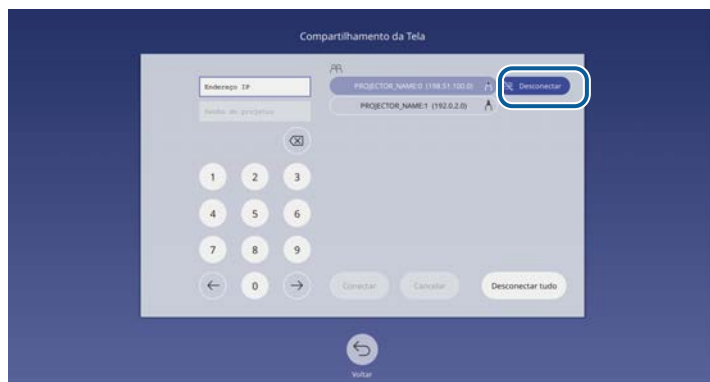 Compartilhamento da Tela
Endereço IP
Senha do projetor
PROJECTOR_NAME:0 (198.51.100.0)
Desconectar
PROJECTOR_NAME:1 (192.0.2.0)
1 2 3
4 5 6
7 8 9
0
Conectar
Cancelar
Desconectar tudo
Voltar